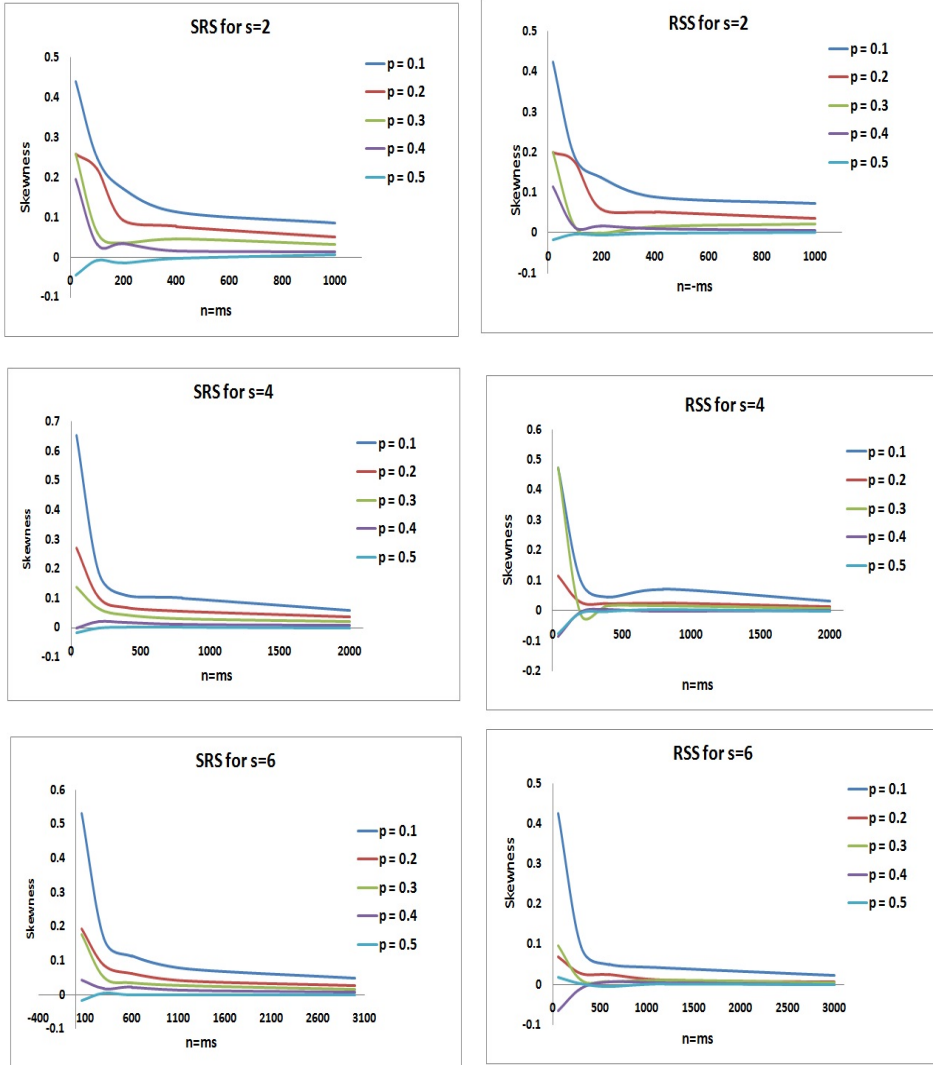 SRS for s=2
0.5
0.4
0.3
0.2
0.1
0
-0.1
Skewness
0 200 400 600 800 1000
n=ms
p = 0.1
p = 0.2
p = 0.3
p = 0.4
p = 0.5
RSS for s=2
0.5
0.4
0.3
0.2
0.1
0
-0.1
Skewness
0 200 400 600 800 1000
n=-ms
p = 0.1
p = 0.2
p = 0.3
p = 0.4
p = 0.5
SRS for s=4
0.7
0.6
0.5
0.4
0.3
0.2
0.1
0
-0.1
Skewness
0 500 1000 1500 2000
n=ms
p = 0.1
p = 0.2
p = 0.3
p = 0.4
p = 0.5
RSS for s=4
0.6
0.5
0.4
0.3
0.2
0.1
0
-0.1
-0.2
Skewness
0 500 1000 1500 2000
n=ms
p = 0.1
p = 0.2
p = 0.3
p = 0.4
p = 0.5
SRS for s=6
0.6
0.5
0.4
0.3
0.2
0.1
0
-0.1
Skewness
-400 100 600 1100 1600 2100 2600 3100
n=ms
p = 0.1
p = 0.2
p = 0.3
p = 0.4
p = 0.5
RSS for s=6
0.5
0.4
0.3
0.2
0.1
0
-0.1
Skewness
0 500 1000 1500 2000 2500 3000
n=ms
p = 0.1
p = 0.2
p = 0.3
p = 0.4
p = 0.5